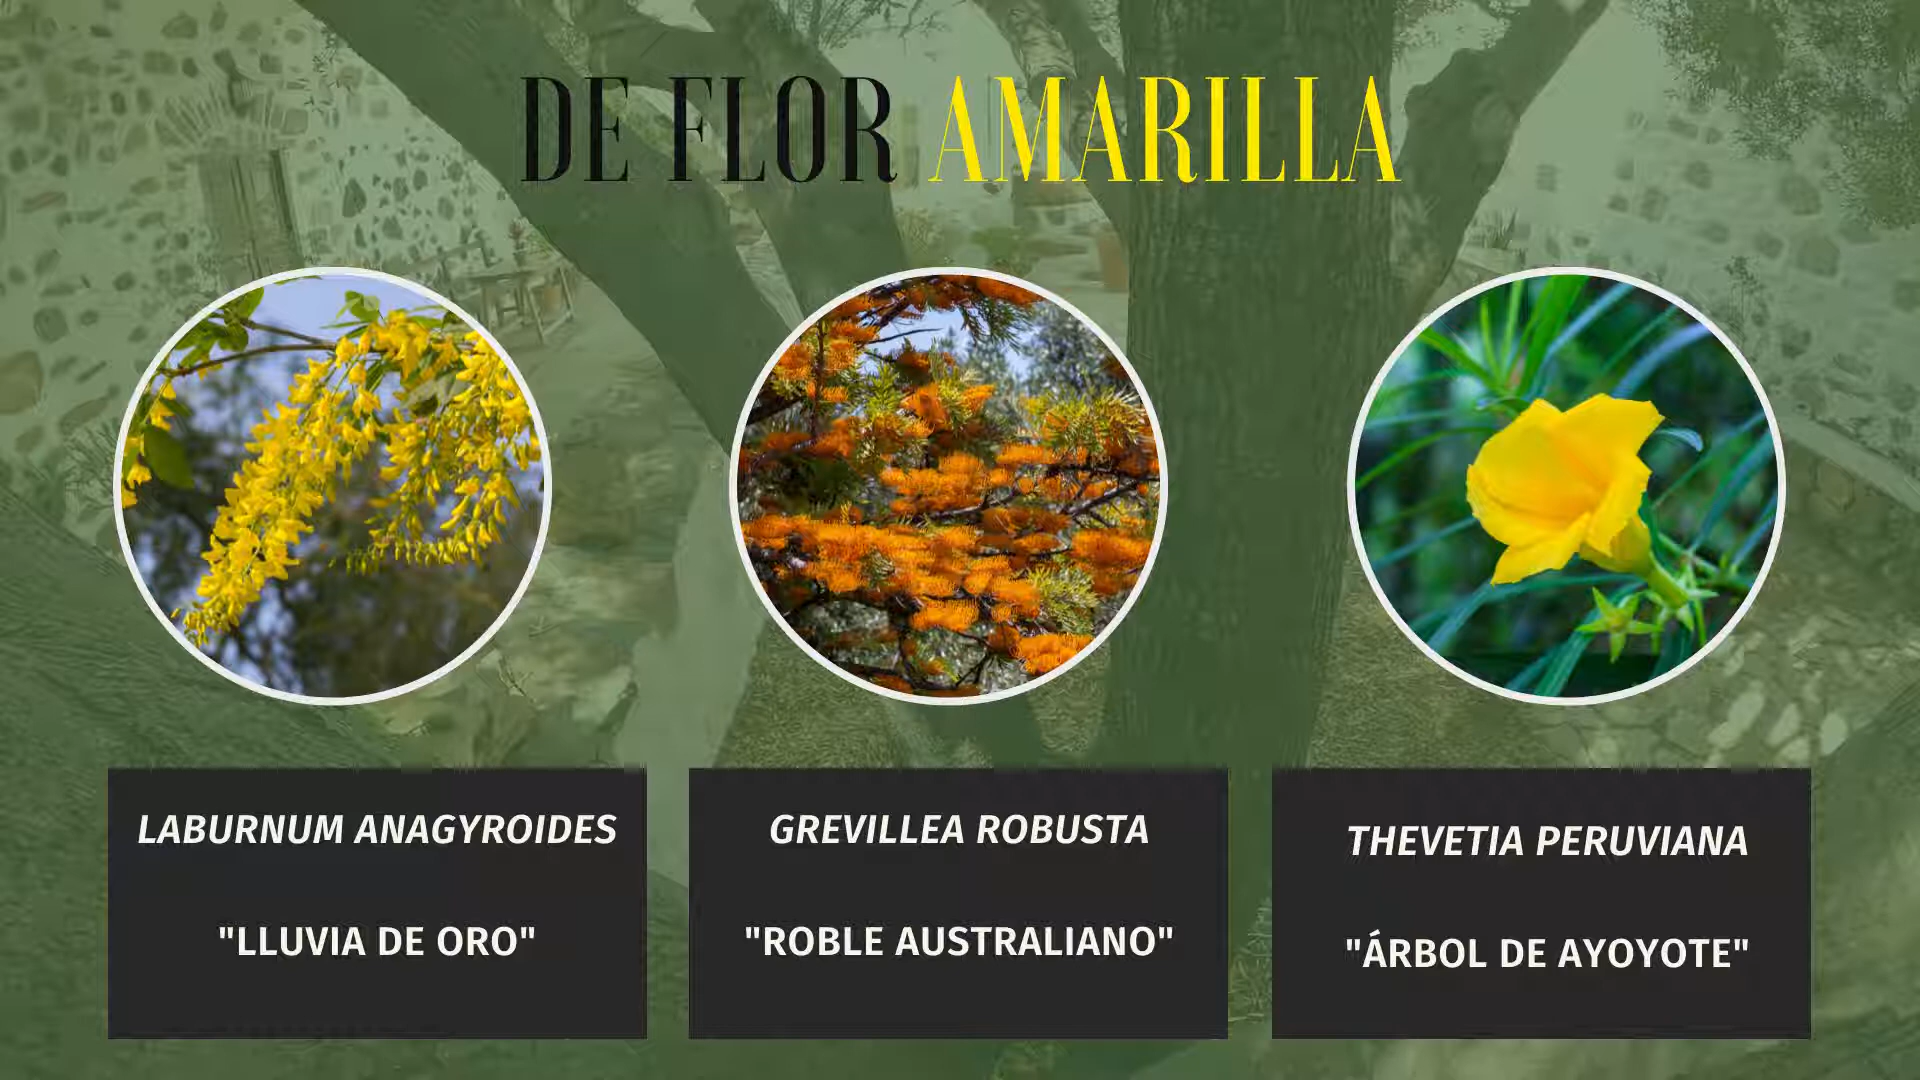 DE FLOR AMARILLA
LABURNUM ANAGYROIDES
"LLUVIA DE ORO"
GREVILLEA ROBUSTA
"ROBLE AUSTRALIANO"
THEVETIA PERUVIANA
"ÁRBOL DE AYOYOTE"